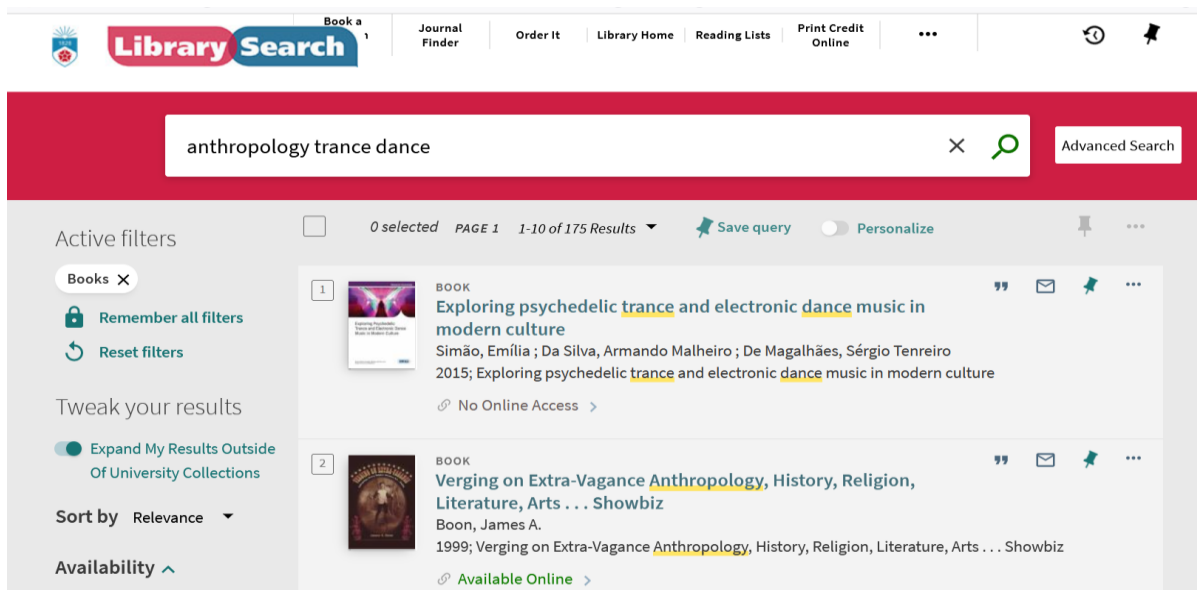 Book a
Journal
Finder
Order It
Library Home
Reading Lists
Print Credit
Online
Library Search
anthropology trance dance
Advanced Search
Active filters
Books
Remember all filters
Reset filters
Tweak your results
Expand My Results Outside
Of University Collections
Sort by Relevance
Availability
0 selected PAGE 1 1-10 of 175 Results
Save query
Personalize
1
BOOK
Exploring psychedelic trance and electronic dance music in
modern culture
Simão, Emília ; Da Silva, Armando Malheiro ; De Magalhães, Sérgio Tenreiro
2015; Exploring psychedelic trance and electronic dance music in modern culture
No Online Access
2
BOOK
Verging on Extra-Vagance Anthropology, History, Religion,
Literature, Arts . . . Showbiz
Boon, James A.
1999; Verging on Extra-Vagance Anthropology, History, Religion, Literature, Arts . . . Showbiz
Available Online